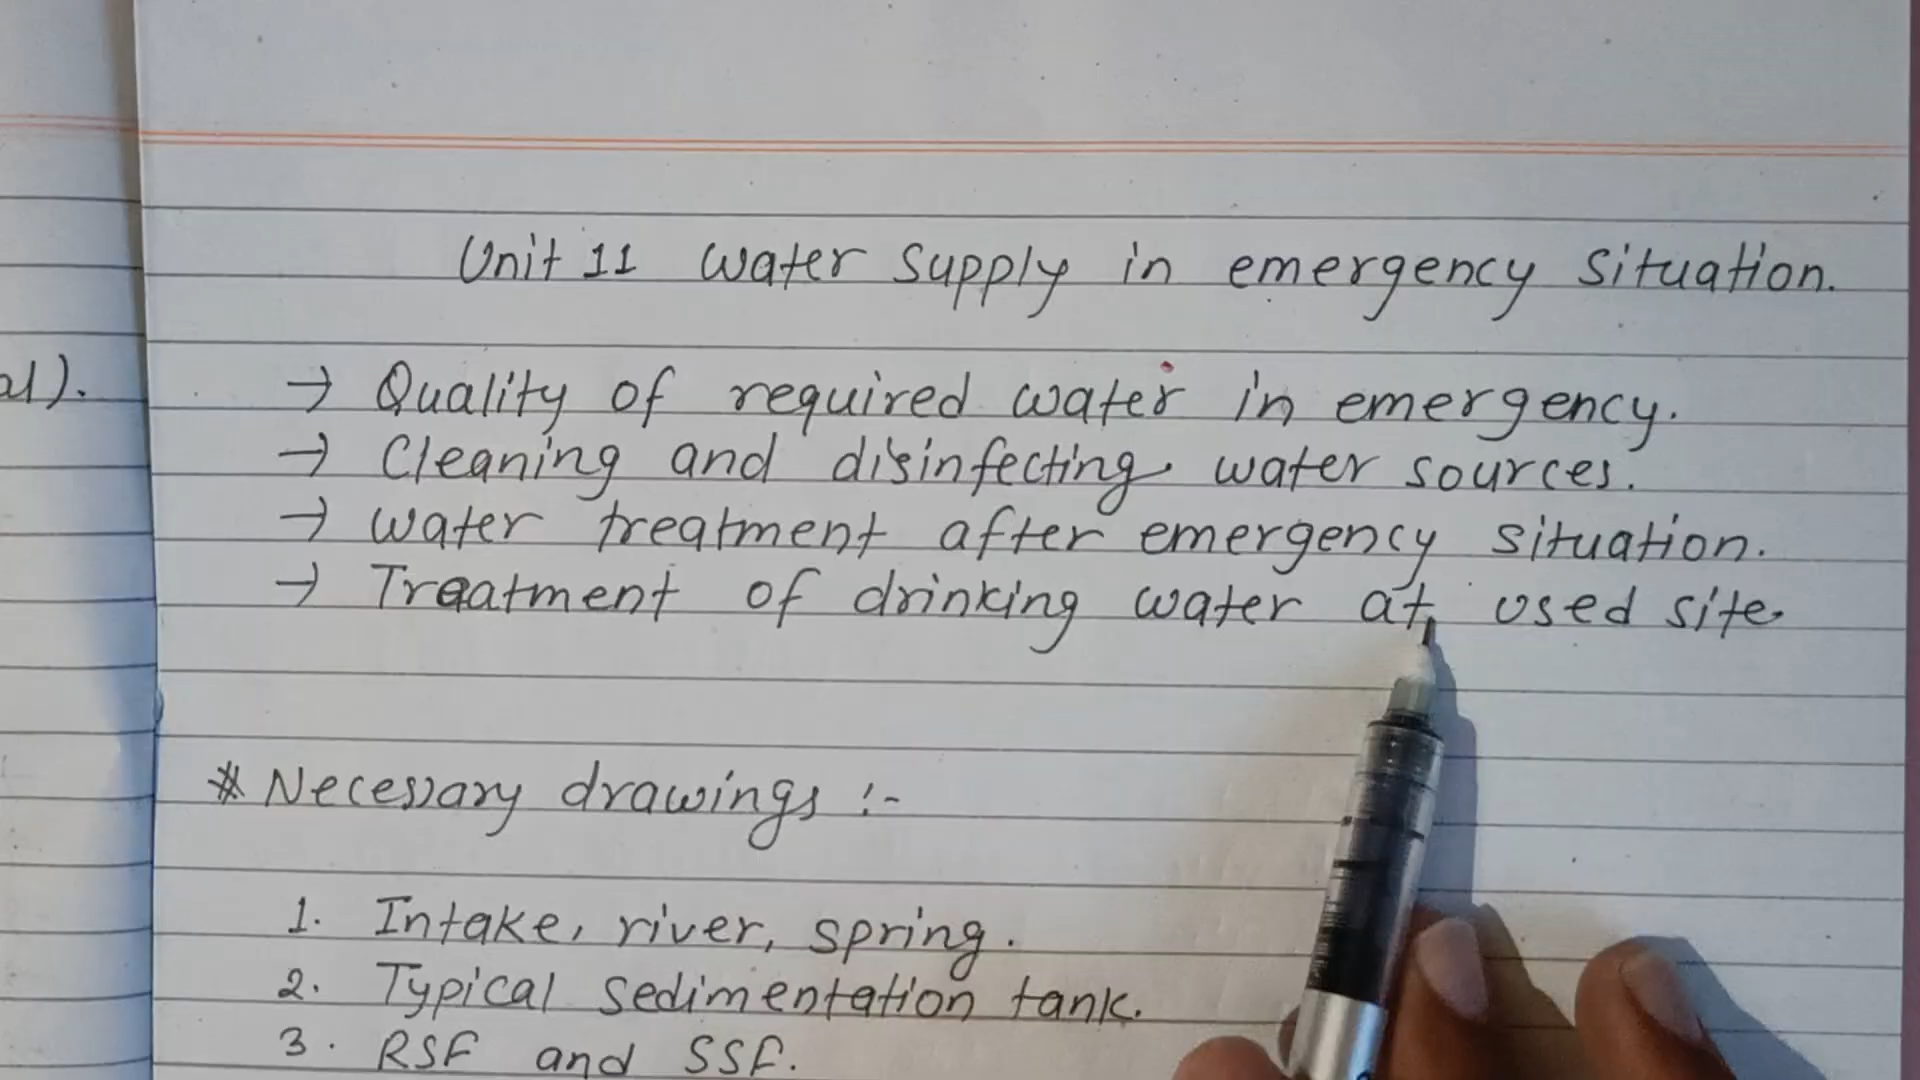 Unit 11 water supply in emergency situation.
al).
→ Quality of required water in emergency.
→ Cleaning and disinfecting water sources.
→ water treatment after emergency situation.
→ Treatment of drinking water at used site.
* Necessary drawings :-
1. Intake, river, spring.
2. Typical sedimentation tank.
3. RSF and SSF.